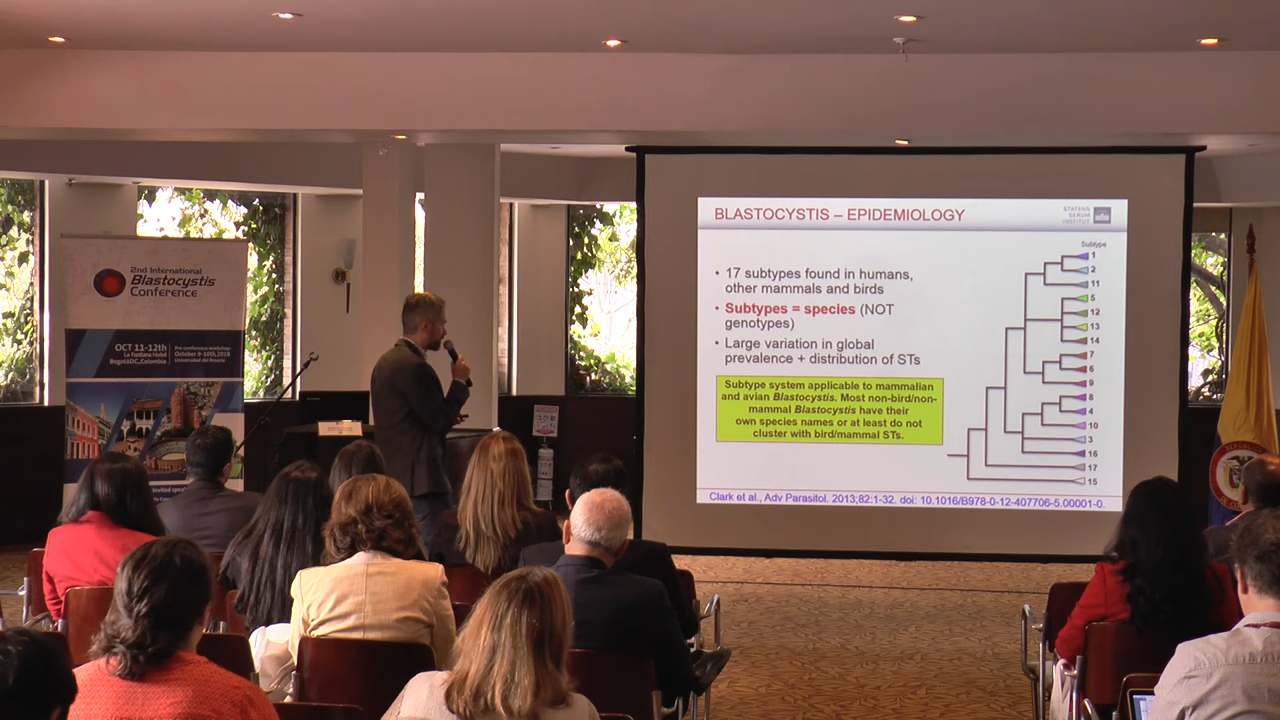 2nd International
Blastocystis
Conference
OCT 11-12th
La Fontana Hotel
Bogotá DC, Colombia
Pre-conference workshop
October 9-10th, 2018
Universidad del Rosario
Invited
BLASTOCYSTIS – EPIDEMIOLOGY
STATENS
SERUM
INSTITUT
• 17 subtypes found in humans,
other mammals and birds
• Subtypes = species (NOT
genotypes)
• Large variation in global
prevalence + distribution of STs
Subtype system applicable to mammalian
and avian Blastocystis. Most non-bird/non-
mammal Blastocystis have their
own species names or at least do not
cluster with bird/mammal STs.
Subtype
1
2
11
5
12
13
14
7
6
9
8
4
10
3
16
17
15
Clark et al., Adv Parasitol. 2013;82:1-32. doi: 10.1016/B978-0-12-407706-5.00001-0.